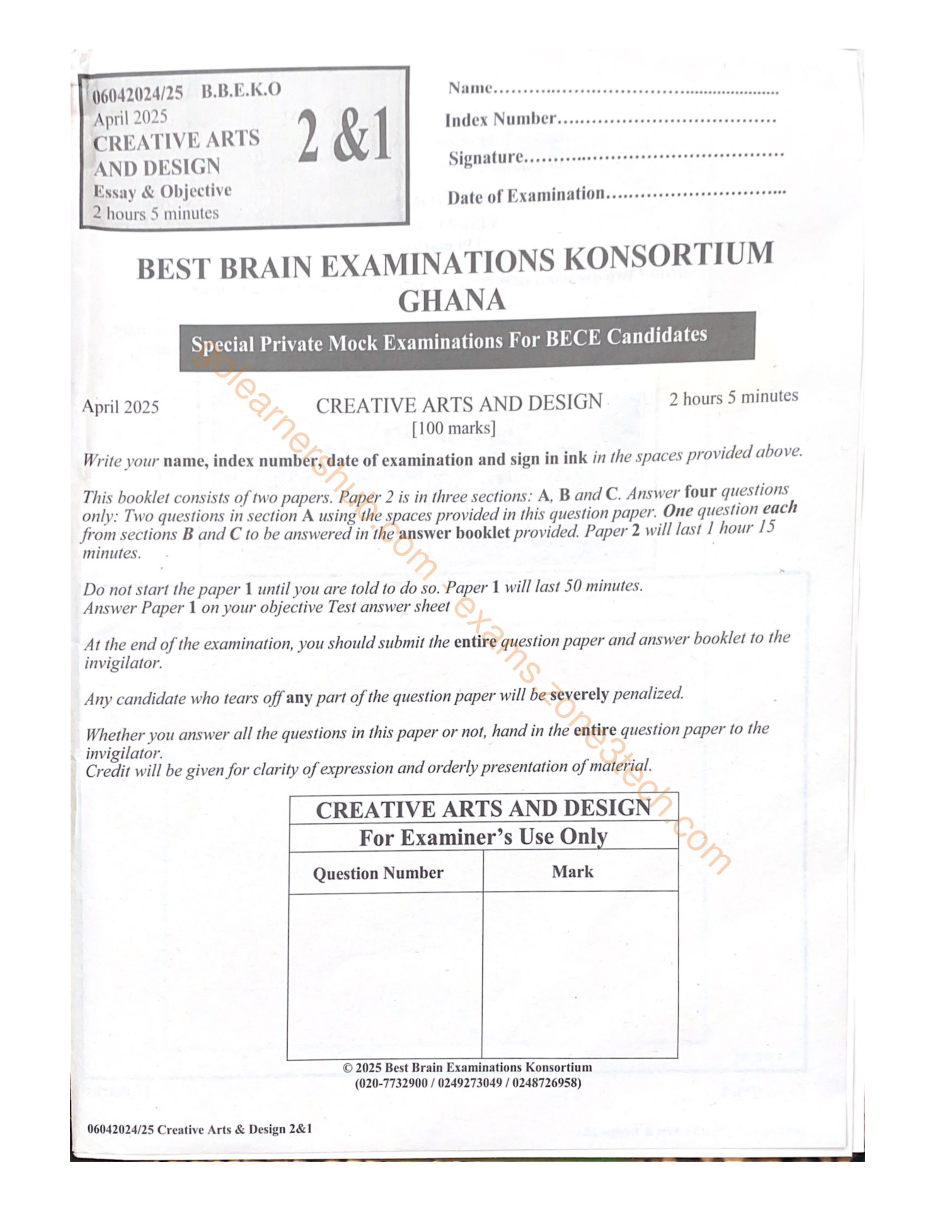 06042024/25 B.B.E.K.O
April 2025
CREATIVE ARTS
AND DESIGN
Essay & Objective
2 hours 5 minutes
2 &1
Name.............................................................
Index Number.......................................
Signature...............................................
Date of Examination..............................
BEST BRAIN EXAMINATIONS KONSORTIUM
GHANA
Special Private Mock Examinations For BECE Candidates
April 2025 CREATIVE ARTS AND DESIGN 2 hours 5 minutes
[100 marks]
Write your name, index number, date of examination and sign in ink in the spaces provided above.
This booklet consists of two papers. Paper 2 is in three sections: A, B and C. Answer four questions
only: Two questions in section A using the spaces provided in this question paper. One question each
from sections B and C to be answered in the answer booklet provided. Paper 2 will last 1 hour 15
minutes.
Do not start the paper 1 until you are told to do so. Paper 1 will last 50 minutes.
Answer Paper 1 on your objective Test answer sheet
At the end of the examination, you should submit the entire question paper and answer booklet to the
invigilator.
Any candidate who tears off any part of the question paper will be severely penalized.
Whether you answer all the questions in this paper or not, hand in the entire question paper to the
invigilator.
Credit will be given for clarity of expression and orderly presentation of material.
CREATIVE ARTS AND DESIGN
For Examiner's Use Only
Question Number Mark
© 2025 Best Brain Examinations Konsortium
(020-7732900 / 0249273049 / 0248726958)
06042024/25 Creative Arts & Design 2&1
golearnershub.com - exams.zone3tech.com